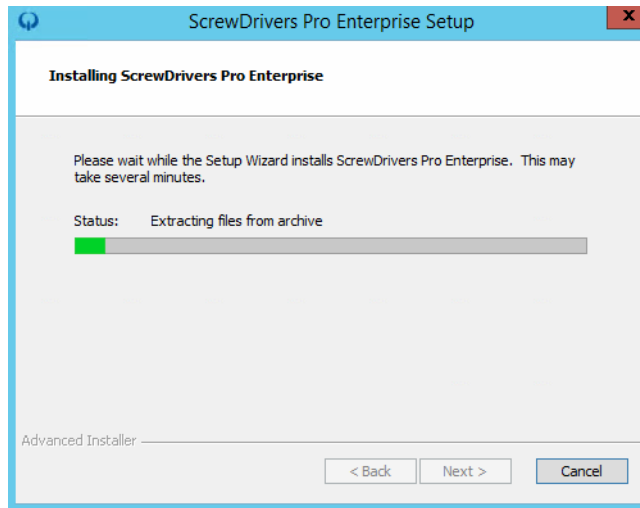 ScrewDrivers Pro Enterprise Setup
x
Installing ScrewDrivers Pro Enterprise
Please wait while the Setup Wizard installs ScrewDrivers Pro Enterprise. This may
take several minutes.
Status: Extracting files from archive
Advanced Installer
< Back Next > Cancel